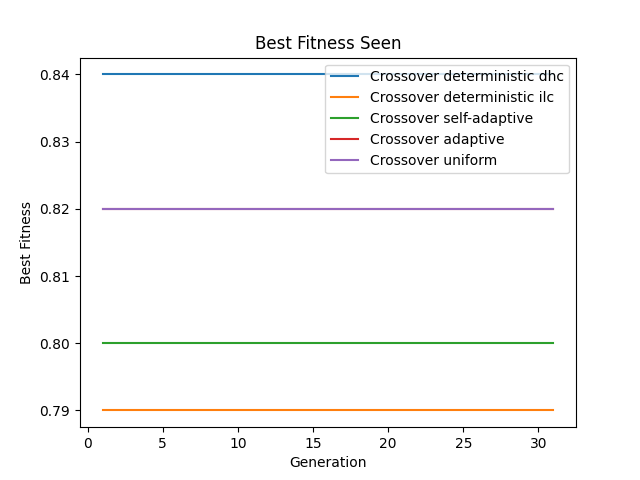 Best Fitness Seen
Crossover deterministic dhc
Crossover deterministic ilc
Crossover self-adaptive
Crossover adaptive
Crossover uniform
Best Fitness
0.84
0.83
0.82
0.81
0.80
0.79
0 5 10 15 20 25 30
Generation